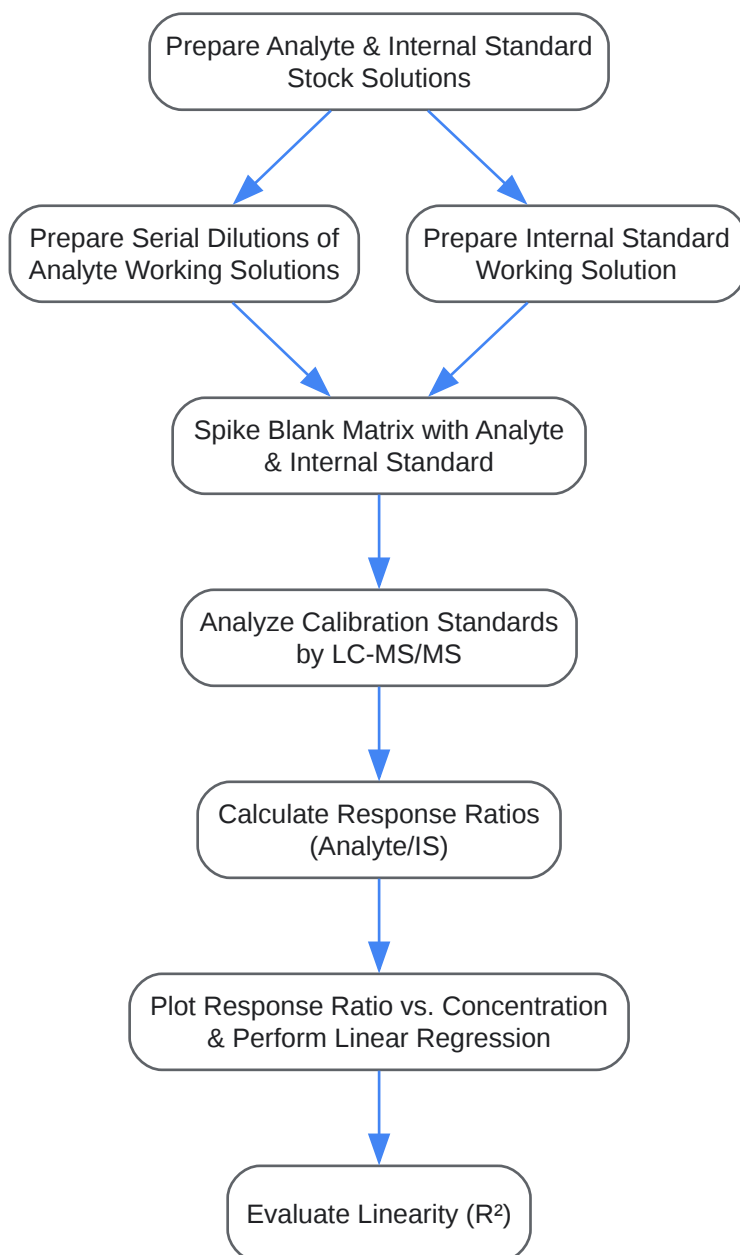 Prepare Analyte & Internal Standard
Stock Solutions
Prepare Serial Dilutions of
Analyte Working Solutions
Prepare Internal Standard
Working Solution
Spike Blank Matrix with Analyte
& Internal Standard
Analyze Calibration Standards
by LC-MS/MS
Calculate Response Ratios
(Analyte/IS)
Plot Response Ratio vs. Concentration
& Perform Linear Regression
Evaluate Linearity (R²)